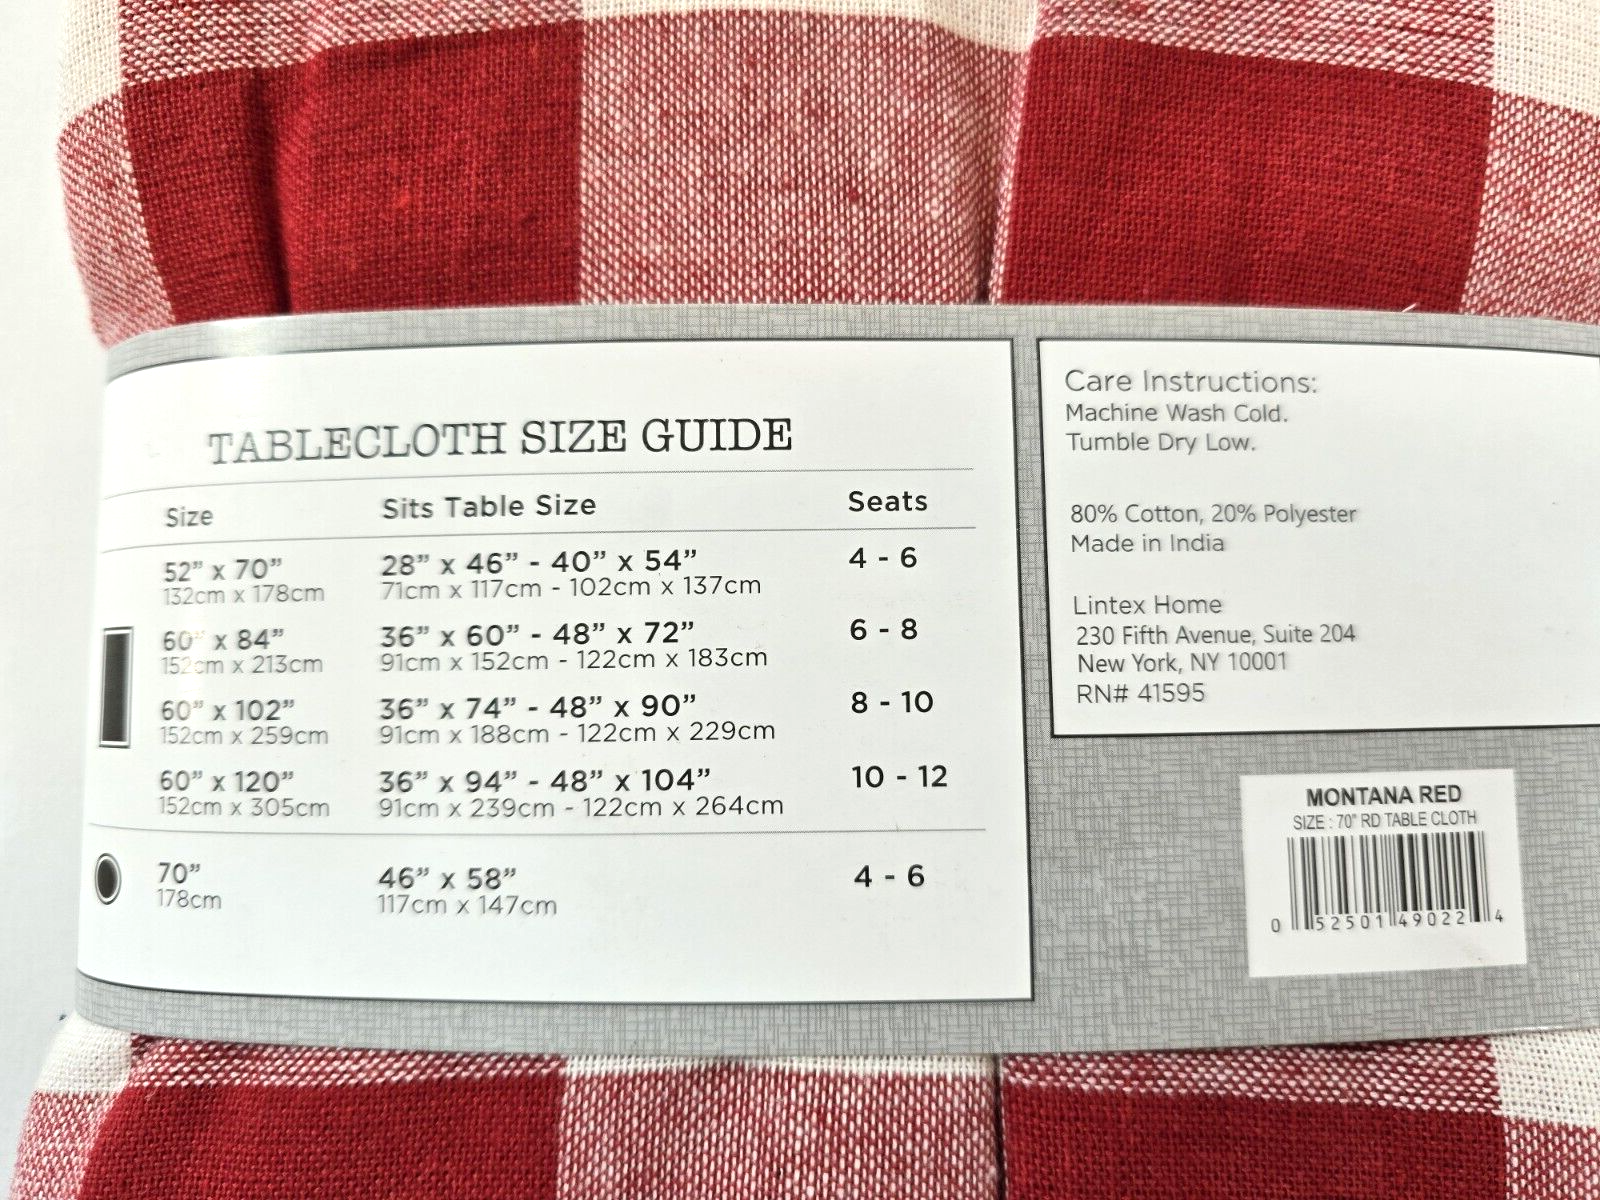 TABLECLOTH SIZE GUIDE
Size Sits Table Size Seats
52” x 70” 28” x 46” - 40” x 54” 4 - 6
132cm x 178cm 71cm x 117cm - 102cm x 137cm
60” x 84” 36” x 60” - 48” x 72” 6 - 8
152cm x 213cm 91cm x 152cm - 122cm x 183cm
60” x 102” 36” x 74” - 48” x 90” 8 - 10
152cm x 259cm 91cm x 188cm - 122cm x 229cm
60” x 120” 36” x 94” - 48” x 104” 10 - 12
152cm x 305cm 91cm x 239cm - 122cm x 264cm
70” 46” x 58” 4 - 6
178cm 117cm x 147cm
Care Instructions:
Machine Wash Cold.
Tumble Dry Low.
80% Cotton, 20% Polyester
Made in India
Lintex Home
230 Fifth Avenue, Suite 204
New York, NY 10001
RN# 41595
MONTANA RED
SIZE : 70" RD TABLE CLOTH
0 52501 49022 4